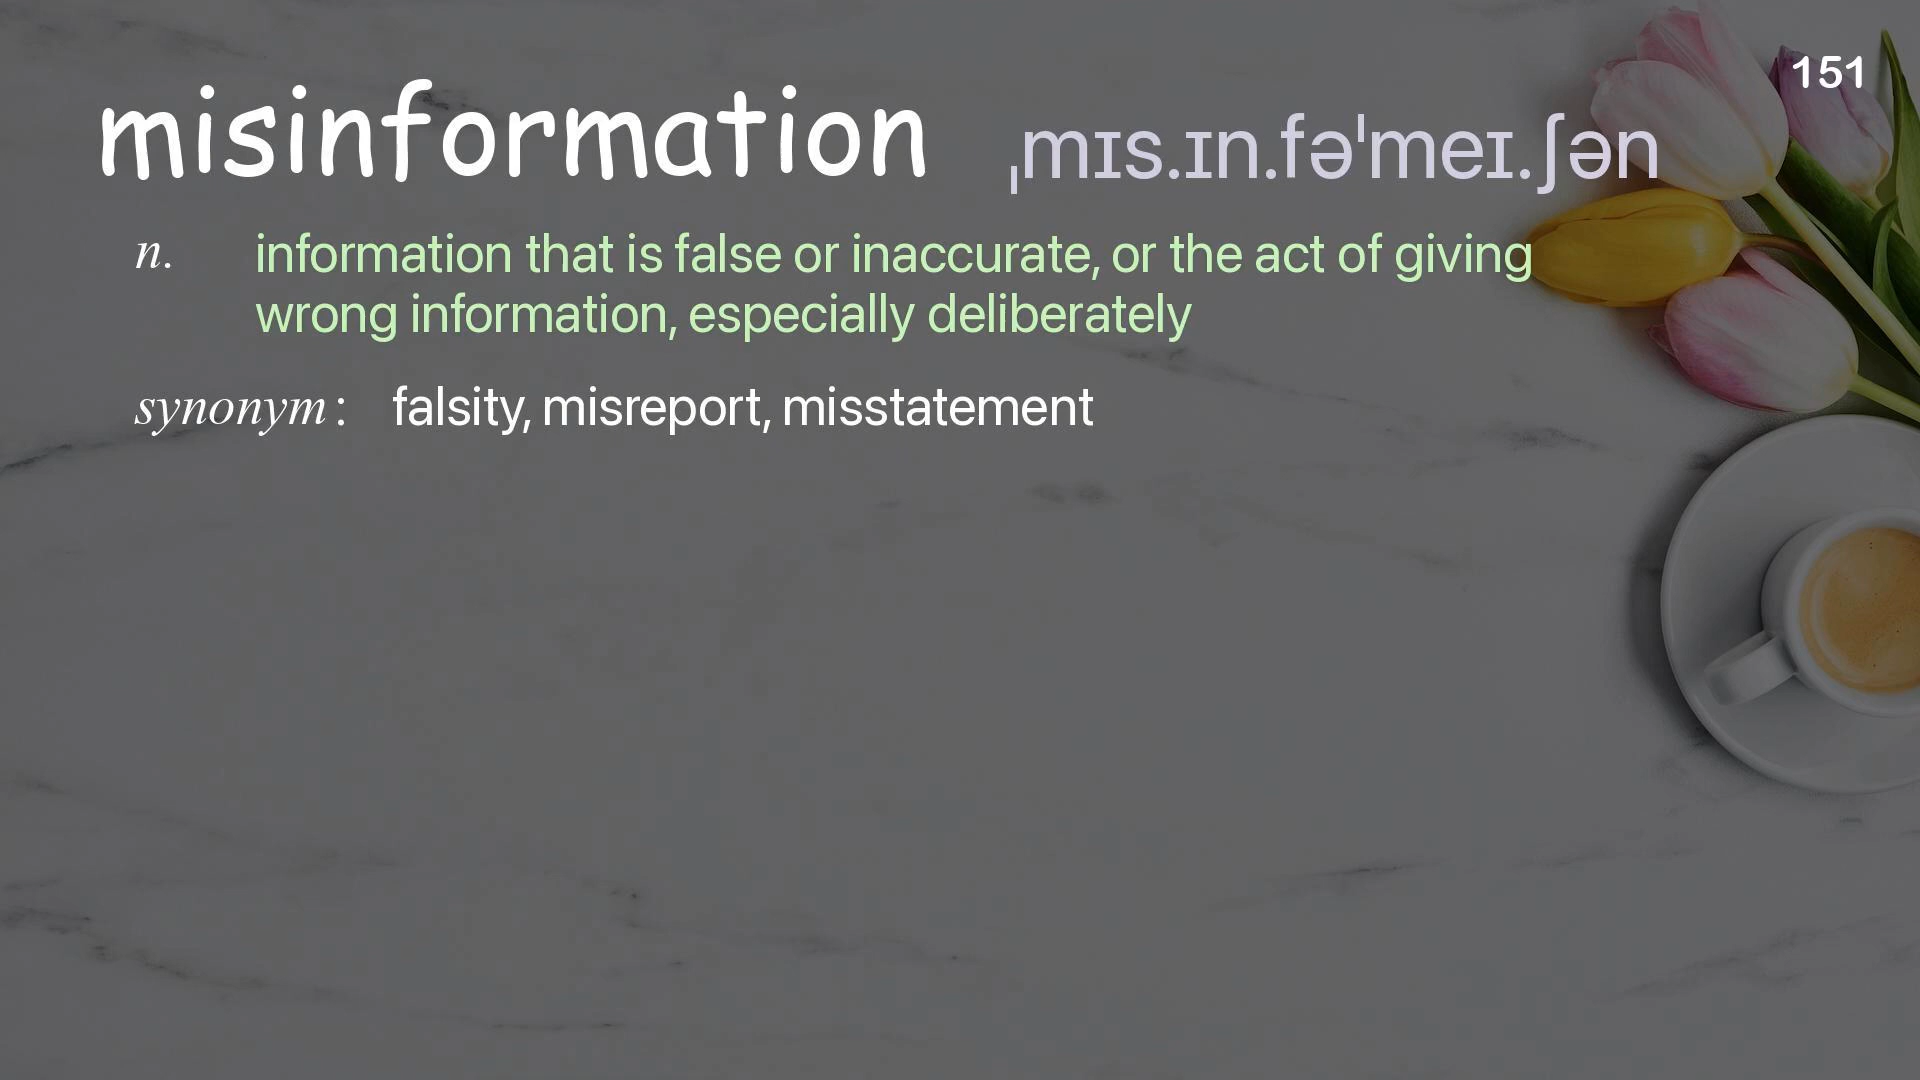 151
misinformation ˌmɪs.ɪn.fəˈmeɪ.ʃən
n. information that is false or inaccurate, or the act of giving
wrong information, especially deliberately
synonym : falsity, misreport, misstatement